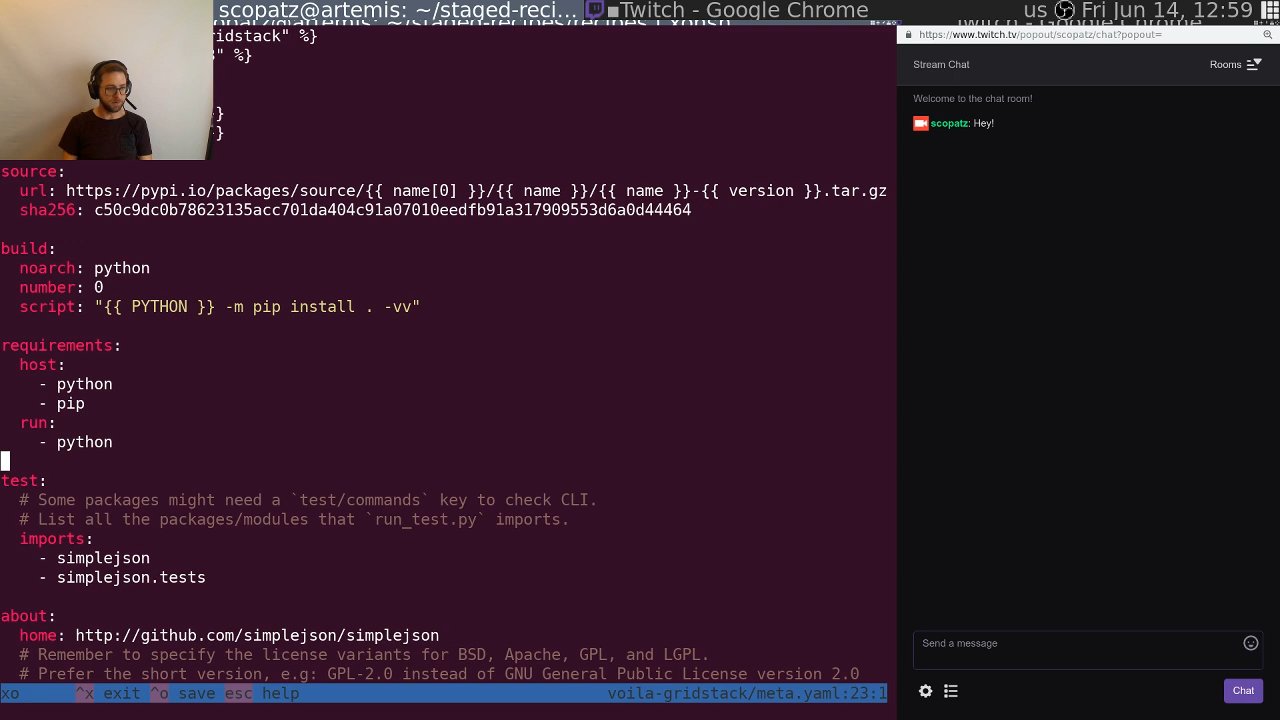 scopatz@artemis: ~/staged-reci... Twitch - Google Chrome us Fri Jun 14, 12:59
https://www.twitch.tv/popout/scopatz/chat?popout=
ridstack" %}
" %}
}}
}}
source:
url: https://pypi.io/packages/source/{{ name[0] }}/{{ name }}/{{ name }}-{{ version }}.tar.gz
sha256: c50c9dc0b78623135acc701da404c91a07010eedfb91a317909553d6a0d44464
build:
noarch: python
number: 0
script: "{{ PYTHON }} -m pip install . -vv"
requirements:
host:
- python
- pip
run:
- python
test:
# Some packages might need a `test/commands` key to check CLI.
# List all the packages/modules that `run_test.py` imports.
imports:
- simplejson
- simplejson.tests
about:
home: http://github.com/simplejson/simplejson
# Remember to specify the license variants for BSD, Apache, GPL, and LGPL.
# Prefer the short version, e.g: GPL-2.0 instead of GNU General Public License version 2.0
xo ^x exit ^o save esc help voila-gridstack/meta.yaml:23:1
Stream Chat Rooms
Welcome to the chat room!
scopatz: Hey!
Send a message
Chat